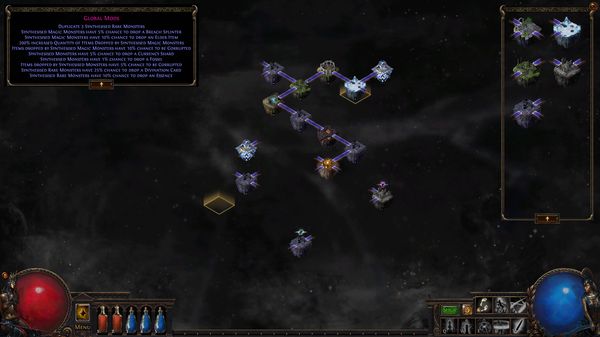 Global Mods
Duplicate 3 Synthesised Rare Monsters
Synthesised Magic Monsters have 5% chance to drop a Breach Splinter
Synthesised Magic Monsters have 10% chance to drop an Elder Item
200% increased Quantity of Items Dropped by Synthesised Magic Monsters
Items dropped by Synthesised Magic Monsters have 10% chance to be Corrupted
Synthesised Monsters have 5% chance to drop a Currency Shard
Synthesised Monsters have 1% chance to drop a Fossil
Items Dropped by Synthesised Monsters have 5% chance to be Corrupted
Synthesised Rare Monsters have 25% chance to drop a Divination Card
Synthesised Rare Monsters have 10% chance to drop an Essence
Menu